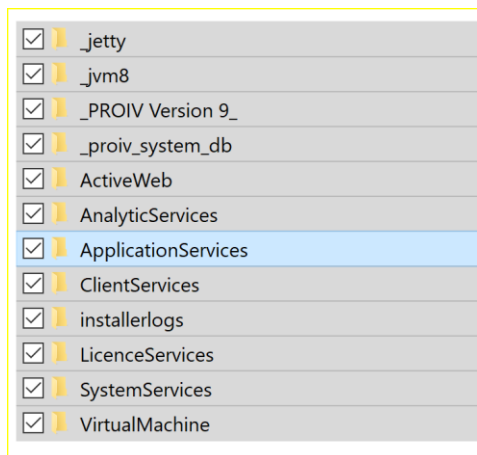 _jetty
_jvm8
_PROIV Version 9_
_proiv_system_db
ActiveWeb
AnalyticServices
ApplicationServices
ClientServices
installerlogs
LicenceServices
SystemServices
VirtualMachine